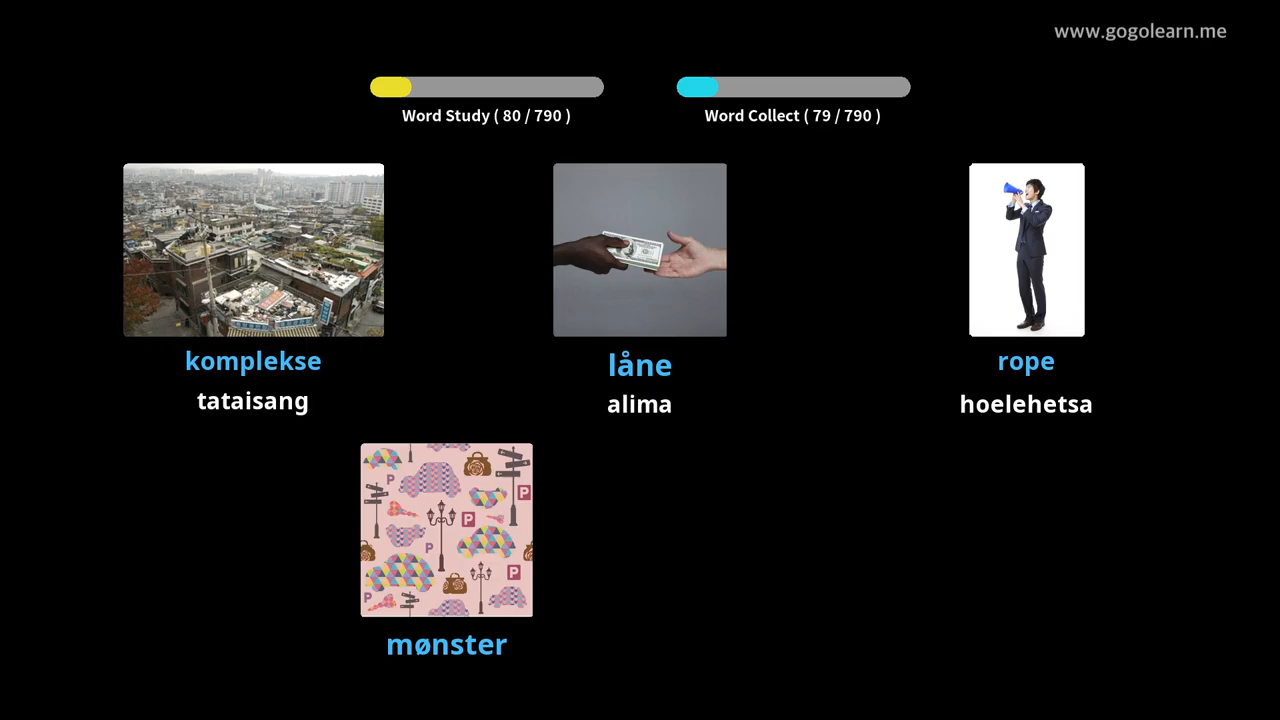 www.gogolearn.me
Word Study ( 80 / 790 )
Word Collect ( 79 / 790 )
komplekse
låne
rope
tataisang
alima
hoelehetsa
P
P
P
P
P
P
mønster